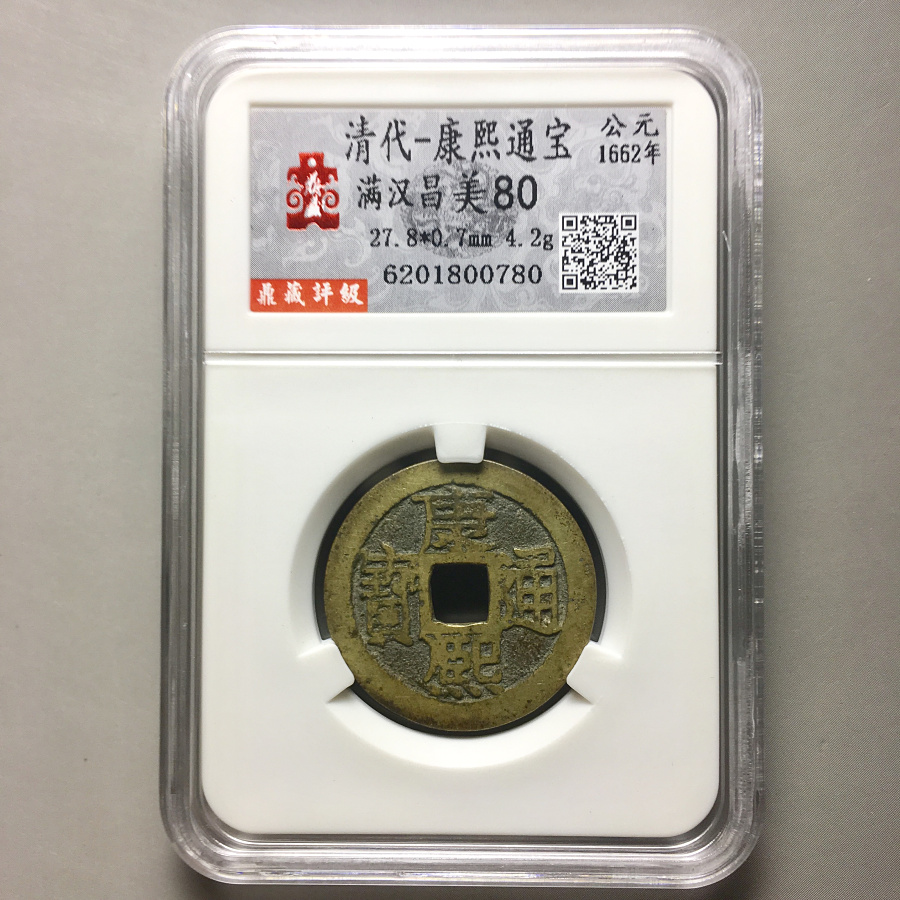 清代-康熙通宝 公元
1662年
满汉昌美80
27.8*0.7mm 4.2g
6201800780
鼎藏評級
康熙通寶